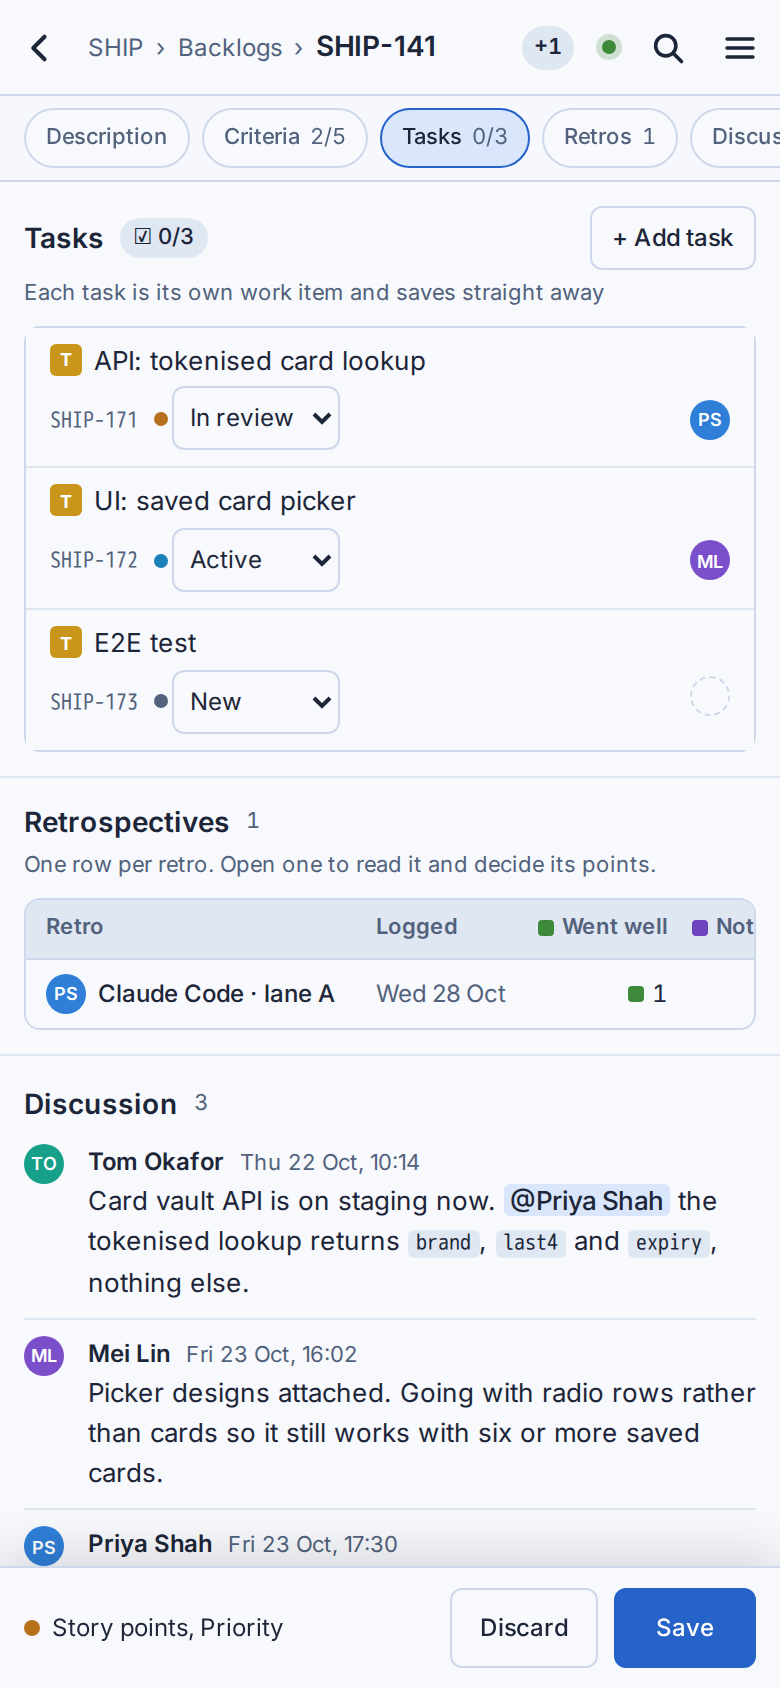 SHIP › Backlogs › SHIP-141 +1
Description Criteria 2/5 Tasks 0/3 Retros 1 Discus
Tasks ☑ 0/3 + Add task
Each task is its own work item and saves straight away
T API: tokenised card lookup
SHIP-171 In review PS
T UI: saved card picker
SHIP-172 Active ML
T E2E test
SHIP-173 New
Retrospectives 1
One row per retro. Open one to read it and decide its points.
Retro Logged Went well Not
PS Claude Code · lane A Wed 28 Oct 1
Discussion 3
TO Tom Okafor Thu 22 Oct, 10:14
Card vault API is on staging now. @Priya Shah the
tokenised lookup returns brand, last4 and expiry,
nothing else.
ML Mei Lin Fri 23 Oct, 16:02
Picker designs attached. Going with radio rows rather
than cards so it still works with six or more saved
cards.
PS Priya Shah Fri 23 Oct, 17:30
Story points, Priority Discard Save